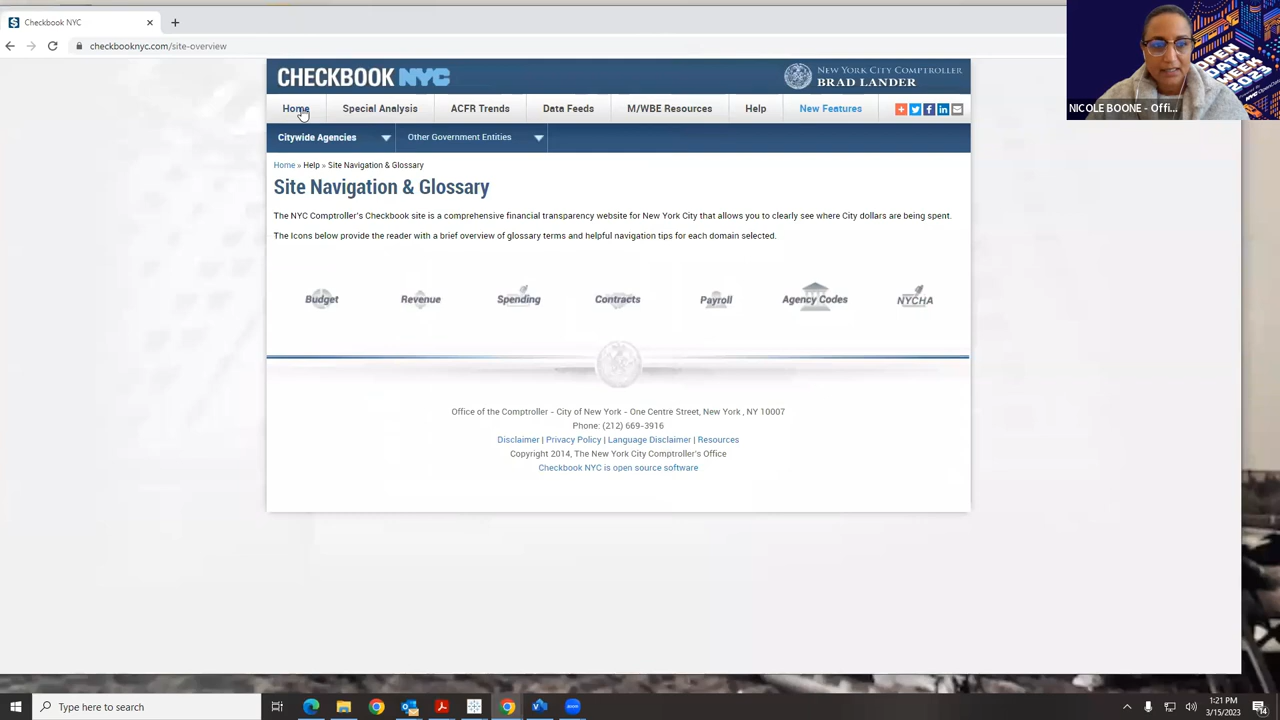 Checkbook NYC
checkbooknyc.com/site-overview
CHECKBOOK NYC
NEW YORK CITY COMPTROLLER
BRAD LANDER
Home
Special Analysis
ACFR Trends
Data Feeds
M/WBE Resources
Help
New Features
Citywide Agencies
Other Government Entities
Home » Help » Site Navigation & Glossary
Site Navigation & Glossary
The NYC Comptroller's Checkbook site is a comprehensive financial transparency website for New York City that allows you to clearly see where City dollars are being spent.
The Icons below provide the reader with a brief overview of glossary terms and helpful navigation tips for each domain selected.
Budget
Revenue
Spending
Contracts
Payroll
Agency Codes
NYCHA
Office of the Comptroller - City of New York - One Centre Street, New York , NY 10007
Phone: (212) 669-3916
Disclaimer | Privacy Policy | Language Disclaimer | Resources
Copyright 2014, The New York City Comptroller's Office
Checkbook NYC is open source software
OPEN
DATA
WEEK
2023
NICOLE BOONE - Offi...
Type here to search
1:21 PM
3/15/2023
14